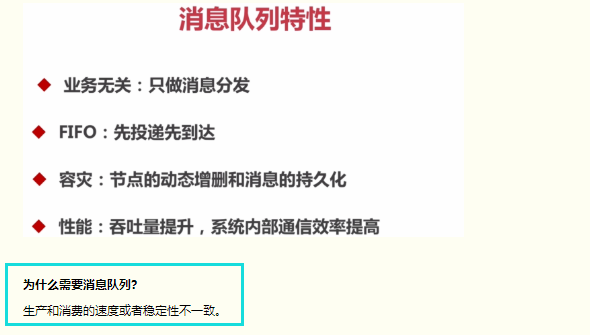 消息队列特性
业务无关：只做消息分发
FIFO：先投递先到达
容灾：节点的动态增删和消息的持久化
性能：吞吐量提升，系统内部通信效率提高
为什么需要消息队列?
生产和消费的速度或者稳定性不一致。